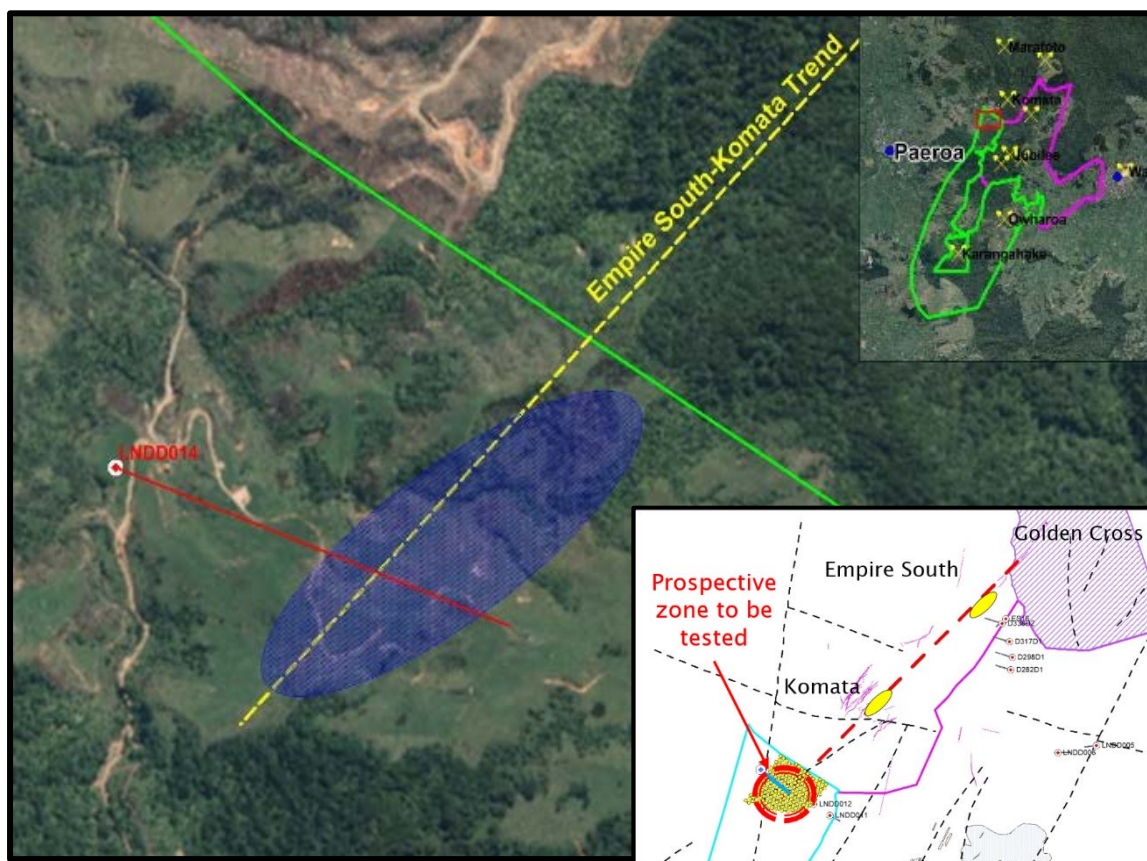 Empire South-Komata Trend
LNDD014
Maratoto
Komata
Paeroa
Jubilee
Wa
Owharoa
Karangahake
Golden Cross
Empire South
Prospective
zone to be
tested
D317D1
D298D1
D282D1
Komata
LNDD005
LNDD012